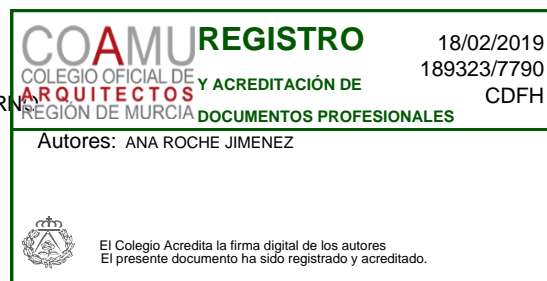 COAMU
COLEGIO OFICIAL DE
ARQUITECTOS
REGIÓN DE MURCIA
REGISTRO
Y ACREDITACIÓN DE
DOCUMENTOS PROFESIONALES
18/02/2019
189323/7790
CDFH
Autores: ANA ROCHE JIMENEZ
El Colegio Acredita la firma digital de los autores
El presente documento ha sido registrado y acreditado.